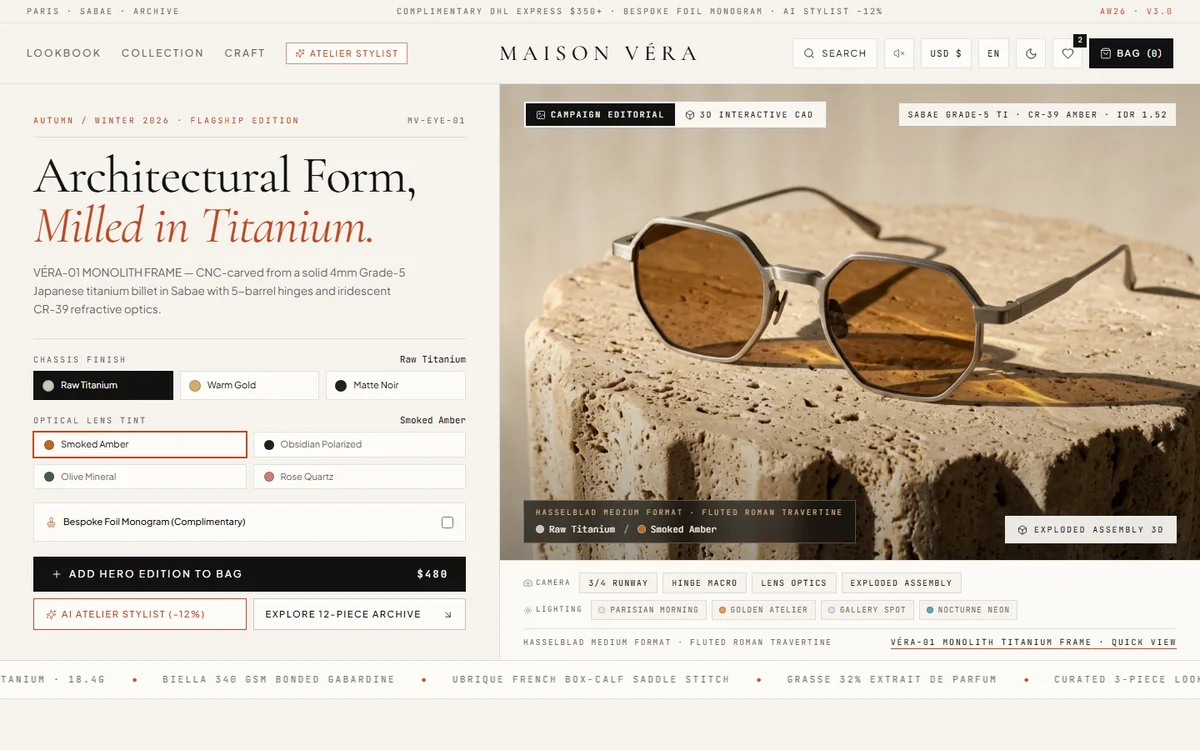 PARIS · SABAE · ARCHIVE
COMPLIMENTARY DHL EXPRESS $350+ · BESPOKE FOIL MONOGRAM · AI STYLIST -12%
AW26 · V3.0
LOOKBOOK
COLLECTION
CRAFT
ATELIER STYLIST
MAISON VÉRA
SEARCH
USD $
EN
2
BAG (0)
AUTUMN / WINTER 2026 · FLAGSHIP EDITION
MV-EYE-01
Architectural Form,
Milled in Titanium.
VÉRA-01 MONOLITH FRAME — CNC-carved from a solid 4mm Grade-5
Japanese titanium billet in Sabae with 5-barrel hinges and iridescent
CR-39 refractive optics.
CHASSIS FINISH
Raw Titanium
Raw Titanium
Warm Gold
Matte Noir
OPTICAL LENS TINT
Smoked Amber
Smoked Amber
Obsidian Polarized
Olive Mineral
Rose Quartz
Bespoke Foil Monogram (Complimentary)
+ ADD HERO EDITION TO BAG
$480
AI ATELIER STYLIST (-12%)
EXPLORE 12-PIECE ARCHIVE
CAMPAIGN EDITORIAL
3D INTERACTIVE CAD
SABAE GRADE-5 TI · CR-39 AMBER · IOR 1.52
HASSELBLAD MEDIUM FORMAT · FLUTED ROMAN TRAVERTINE
Raw Titanium / Smoked Amber
EXPLODED ASSEMBLY 3D
CAMERA
3/4 RUNWAY
HINGE MACRO
LENS OPTICS
EXPLODED ASSEMBLY
LIGHTING
PARISIAN MORNING
GOLDEN ATELIER
GALLERY SPOT
NOCTURNE NEON
HASSELBLAD MEDIUM FORMAT · FLUTED ROMAN TRAVERTINE
VÉRA-01 MONOLITH TITANIUM FRAME · QUICK VIEW
TANIUM · 18.4G ◆ BIELLA 340 GSM BONDED GABARDINE ◆ UBRIQUE FRENCH BOX-CALF SADDLE STITCH ◆ GRASSE 32% EXTRAIT DE PARFUM ◆ CURATED 3-PIECE LOOK